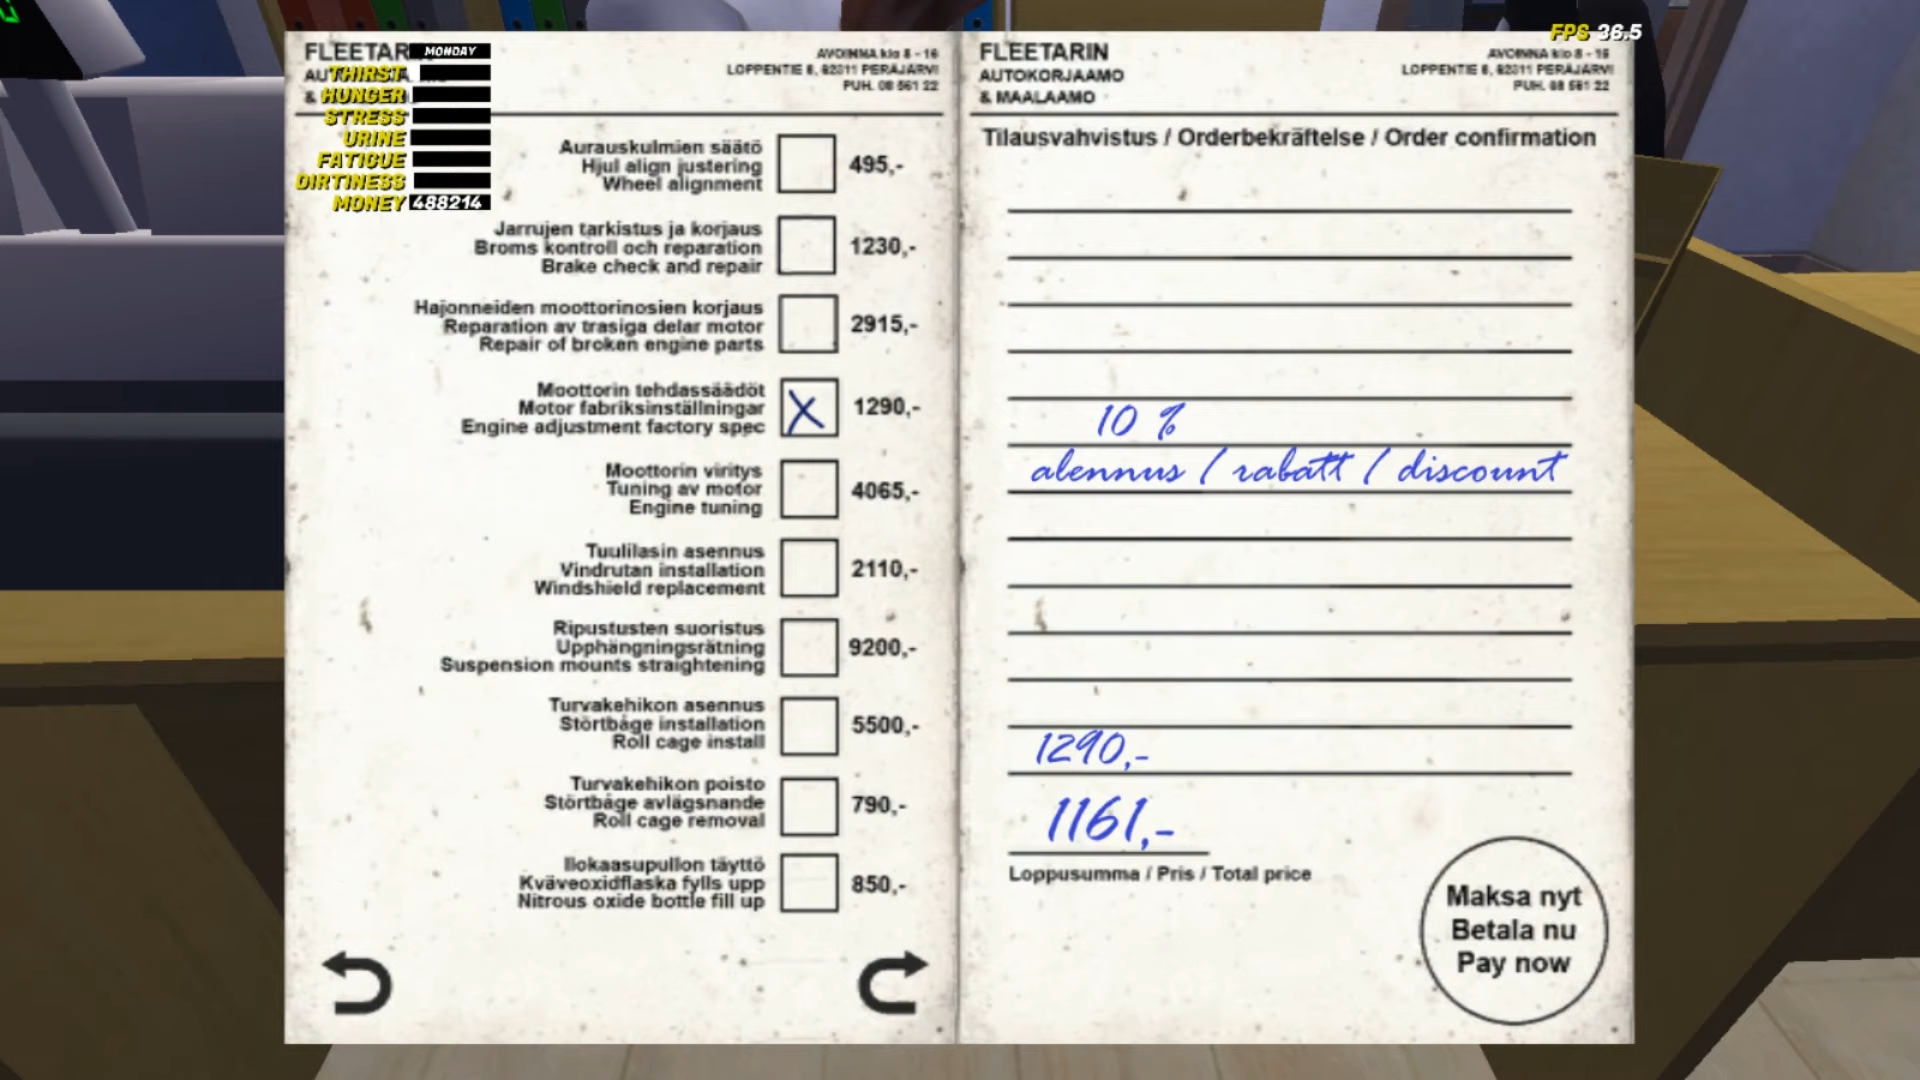 FPS 36.5
MONDAY
THIRST
HUNGER
STRESS
URINE
FATIGUE
DIRTINESS
MONEY 488214
AVOINNA klo 8 - 16
LOPPENTIE 6, 62311 PERÄJÄRVI
PUH. 08 561 22
Aurauskulmien säätö
Hjul align justering
Wheel alignment
495,-
Jarrujen tarkistus ja korjaus
Broms kontroll och reparation
Brake check and repair
1230,-
Hajonneiden moottorinosien korjaus
Reparation av trasiga delar motor
Repair of broken engine parts
2915,-
Moottorin tehdassäädöt
Motor fabriksinställningar
Engine adjustment factory spec
X
1290,-
Moottorin viritys
Tuning av motor
Engine tuning
4065,-
Tuulilasin asennus
Vindrutan installation
Windshield replacement
2110,-
Ripustusten suoristus
Upphängningsrätning
Suspension mounts straightening
9200,-
Turvakehikon asennus
Störtbåge installation
Roll cage install
5500,-
Turvakehikon poisto
Störtbåge avlägsnande
Roll cage removal
790,-
Ilokaasupullon täyttö
Kväveoxidflaska fylls upp
Nitrous oxide bottle fill up
850,-
FLEETARIN
AUTOKORJAAMO
& MAALAAMO
AVOINNA klo 8 - 16
LOPPENTIE 6, 62311 PERÄJÄRVI
PUH. 08 561 22
Tilausvahvistus / Orderbekräftelse / Order confirmation
10 %
alennus / rabatt / discount
1290,-
1161,-
Loppusumma / Pris / Total price
Maksa nyt
Betala nu
Pay now